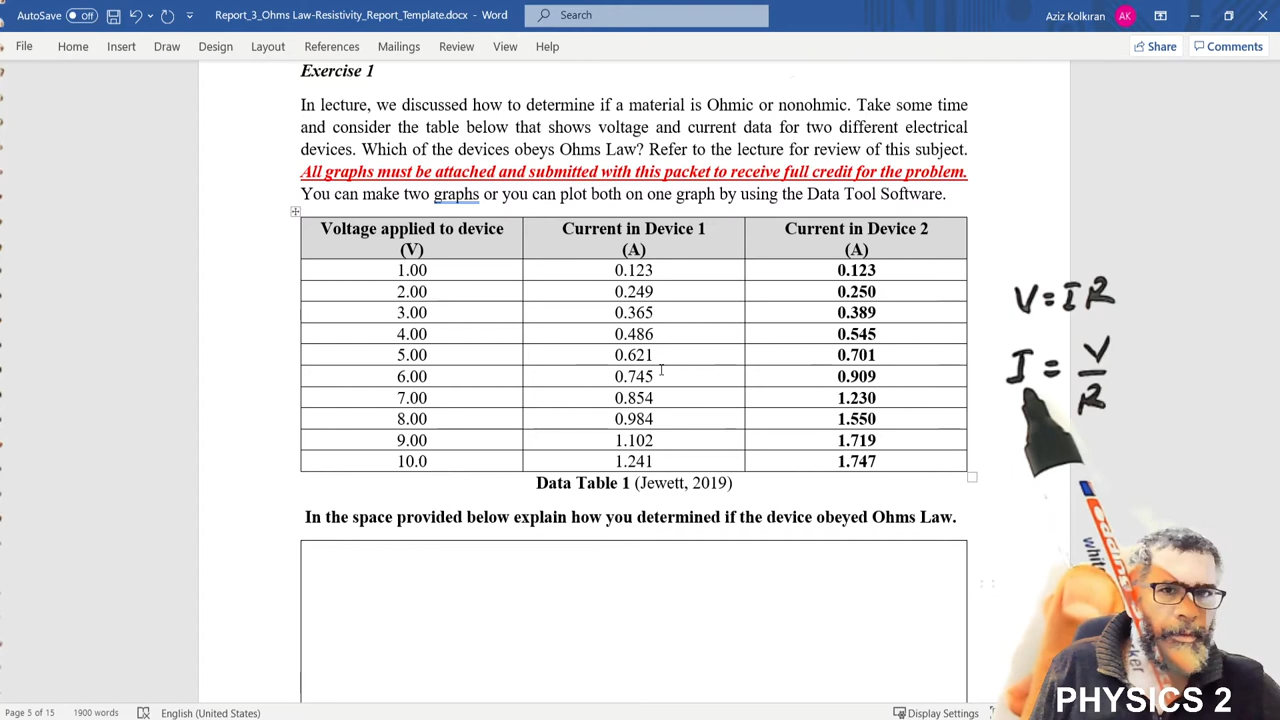 AutoSave Off Report_3_Ohms Law-Resistivity_Report_Template.docx - Word Search Aziz Kolkıran AK
File Home Insert Draw Design Layout References Mailings Review View Help Share Comments
Exercise 1
In lecture, we discussed how to determine if a material is Ohmic or nonohmic. Take some time
and consider the table below that shows voltage and current data for two different electrical
devices. Which of the devices obeys Ohms Law? Refer to the lecture for review of this subject.
All graphs must be attached and submitted with this packet to receive full credit for the problem.
You can make two graphs or you can plot both on one graph by using the Data Tool Software.
Voltage applied to device Current in Device 1 Current in Device 2
(V) (A) (A)
1.00 0.123 0.123
2.00 0.249 0.250
3.00 0.365 0.389
4.00 0.486 0.545
5.00 0.621 0.701
6.00 0.745 0.909
7.00 0.854 1.230
8.00 0.984 1.550
9.00 1.102 1.719
10.0 1.241 1.747
Data Table 1 (Jewett, 2019)
In the space provided below explain how you determined if the device obeyed Ohms Law.
V = I R
I = V/R
PHYSICS 2
Page 5 of 15 1900 words English (United States) Display Settings